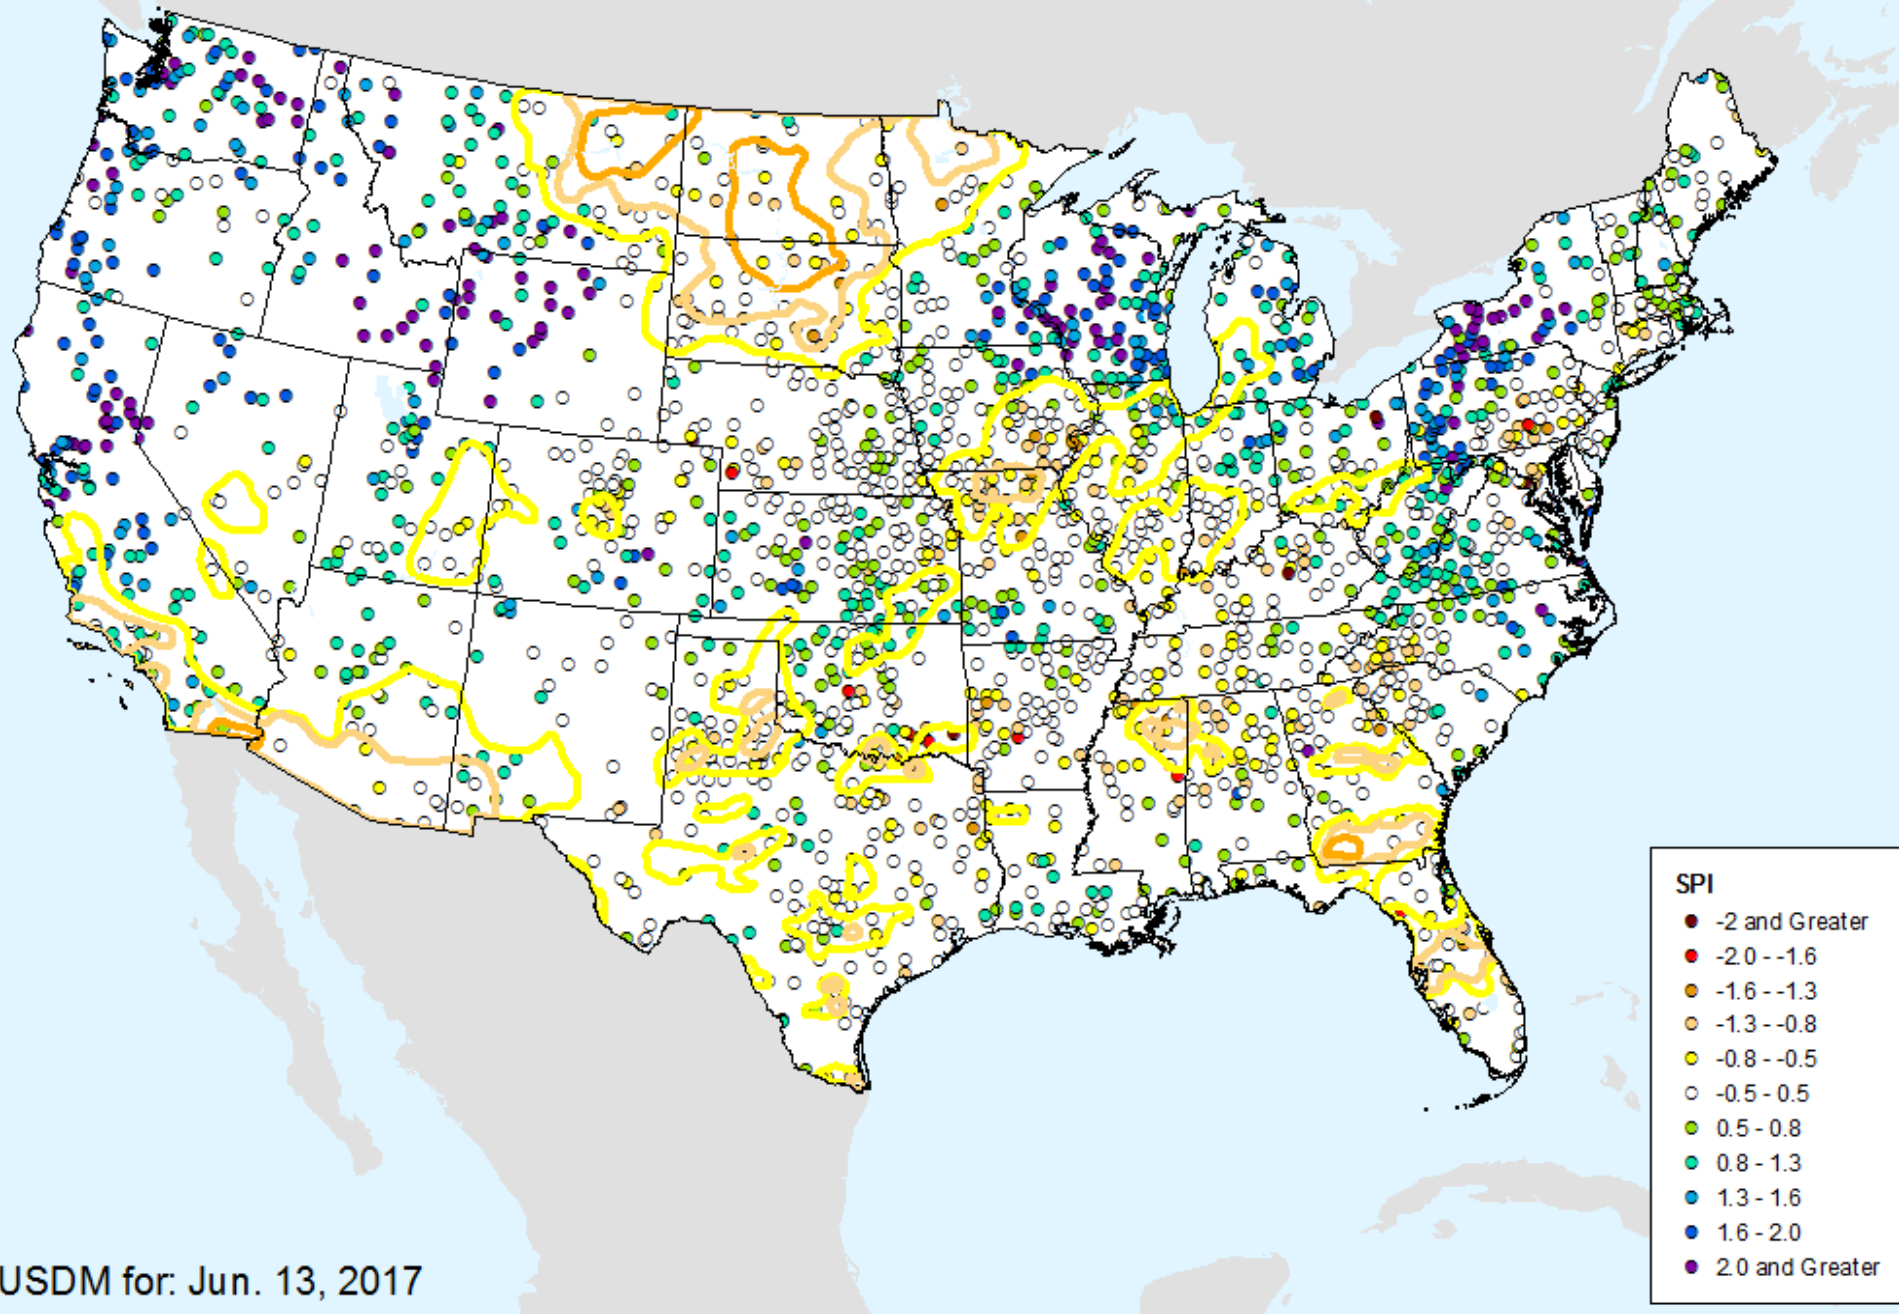 SPI
-2 and Greater
-2.0 - -1.6
-1.6 - -1.3
-1.3 - -0.8
-0.8 - -0.5
-0.5 - 0.5
0.5 - 0.8
0.8 - 1.3
1.3 - 1.6
1.6 - 2.0
2.0 and Greater
USDM for: Jun. 13, 2017